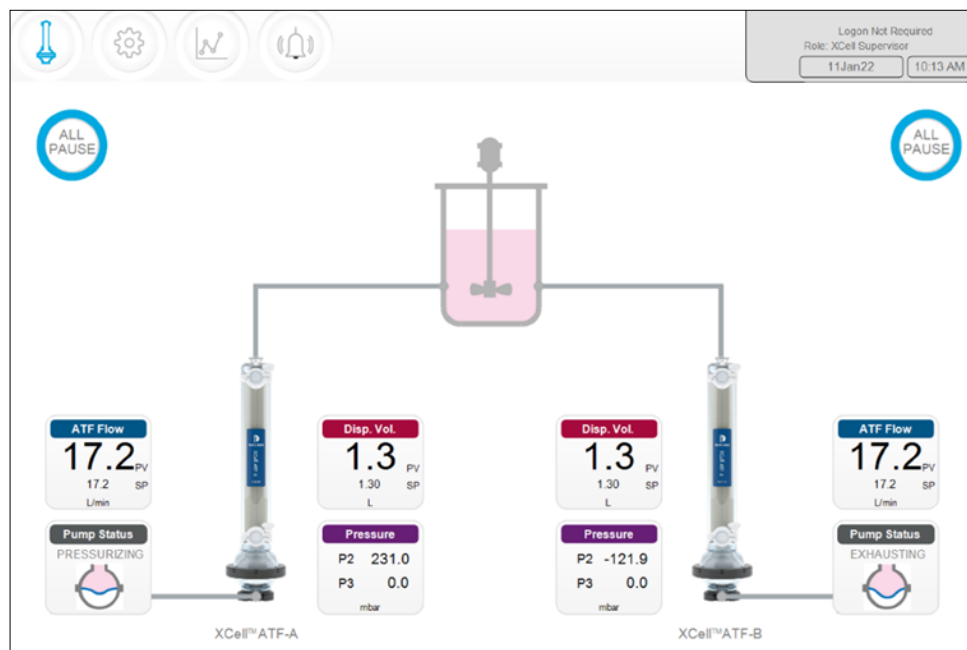 Logon Not Required
Role: XCell Supervisor
11Jan22
10:13 AM
ALL
PAUSE
ALL
PAUSE
ATF Flow
17.2 PV
17.2 SP
L/min
Disp. Vol.
1.3 PV
1.30 SP
L
Disp. Vol.
1.3 PV
1.30 SP
L
ATF Flow
17.2 PV
17.2 SP
L/min
Pump Status
PRESSURIZING
Pressure
P2 231.0
P3 0.0
mbar
Pressure
P2 -121.9
P3 0.0
mbar
Pump Status
EXHAUSTING
XCell™ ATF-A
XCell™ ATF-B